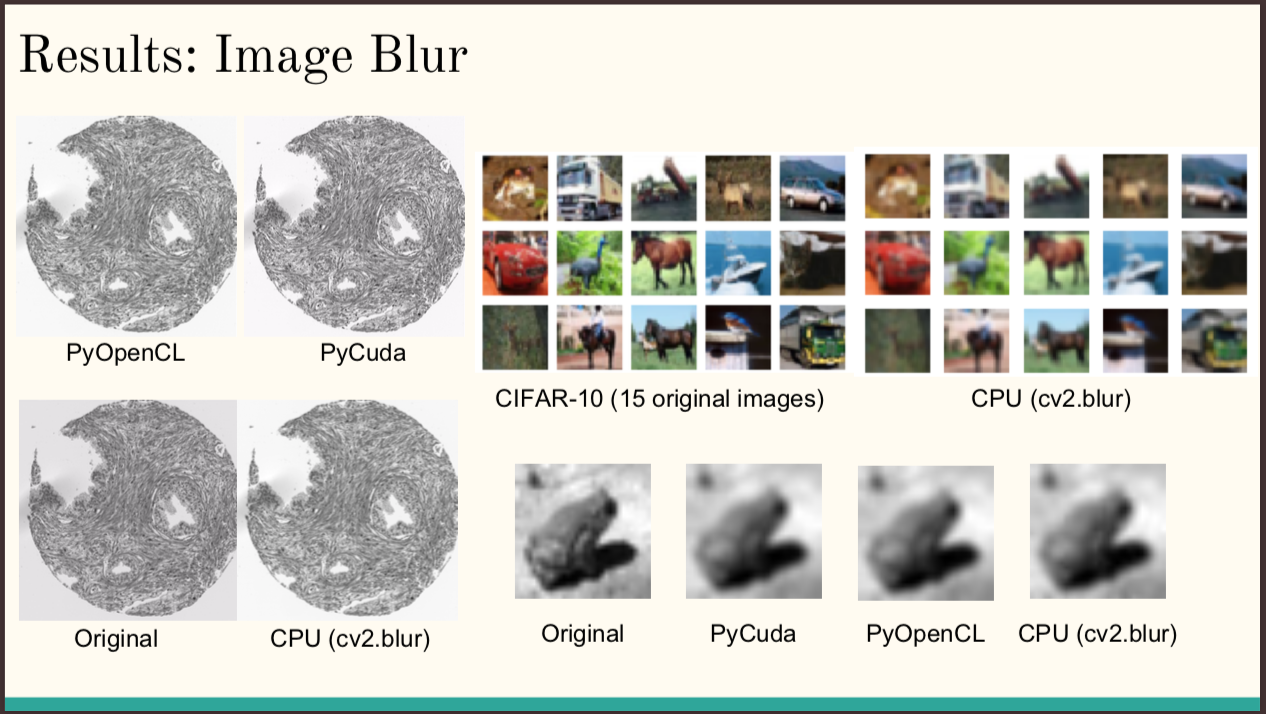 Results: Image Blur
PyOpenCL
PyCuda
Original
CPU (cv2.blur)
CIFAR-10 (15 original images)
CPU (cv2.blur)
Original
PyCuda
PyOpenCL
CPU (cv2.blur)